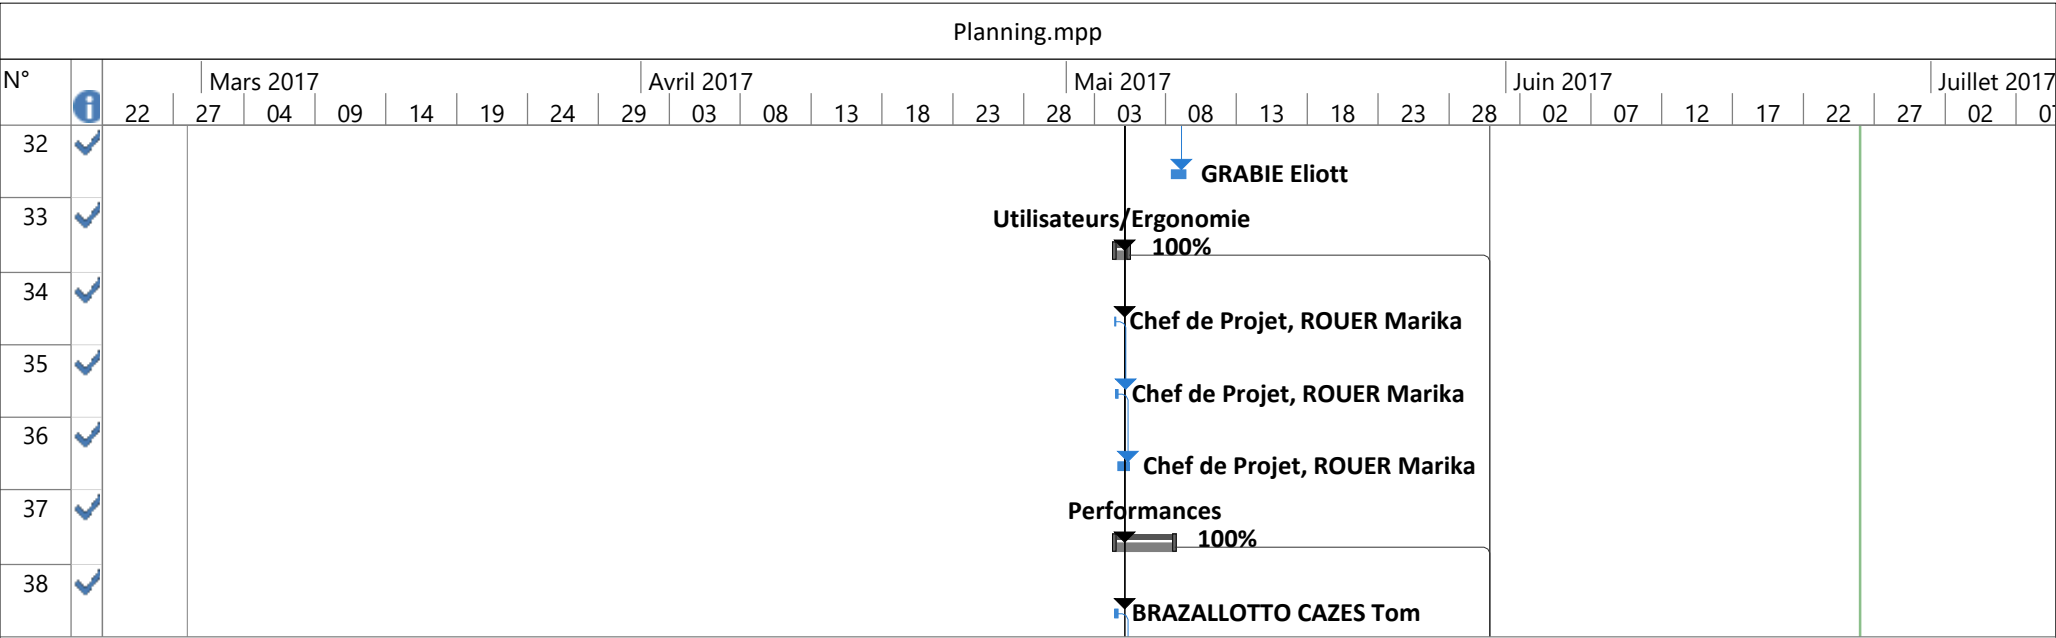 Planning.mpp
N° Mars 2017 Avril 2017 Mai 2017 Juin 2017 Juillet 2017
22 27 04 09 14 19 24 29 03 08 13 18 23 28 03 08 13 18 23 28 02 07 12 17 22 27 02
32
GRABIE Eliott
33
Utilisateurs/Ergonomie
100%
34
Chef de Projet, ROUER Marika
35
Chef de Projet, ROUER Marika
36
Chef de Projet, ROUER Marika
37
Performances
100%
38
BRAZALLOTTO CAZES Tom